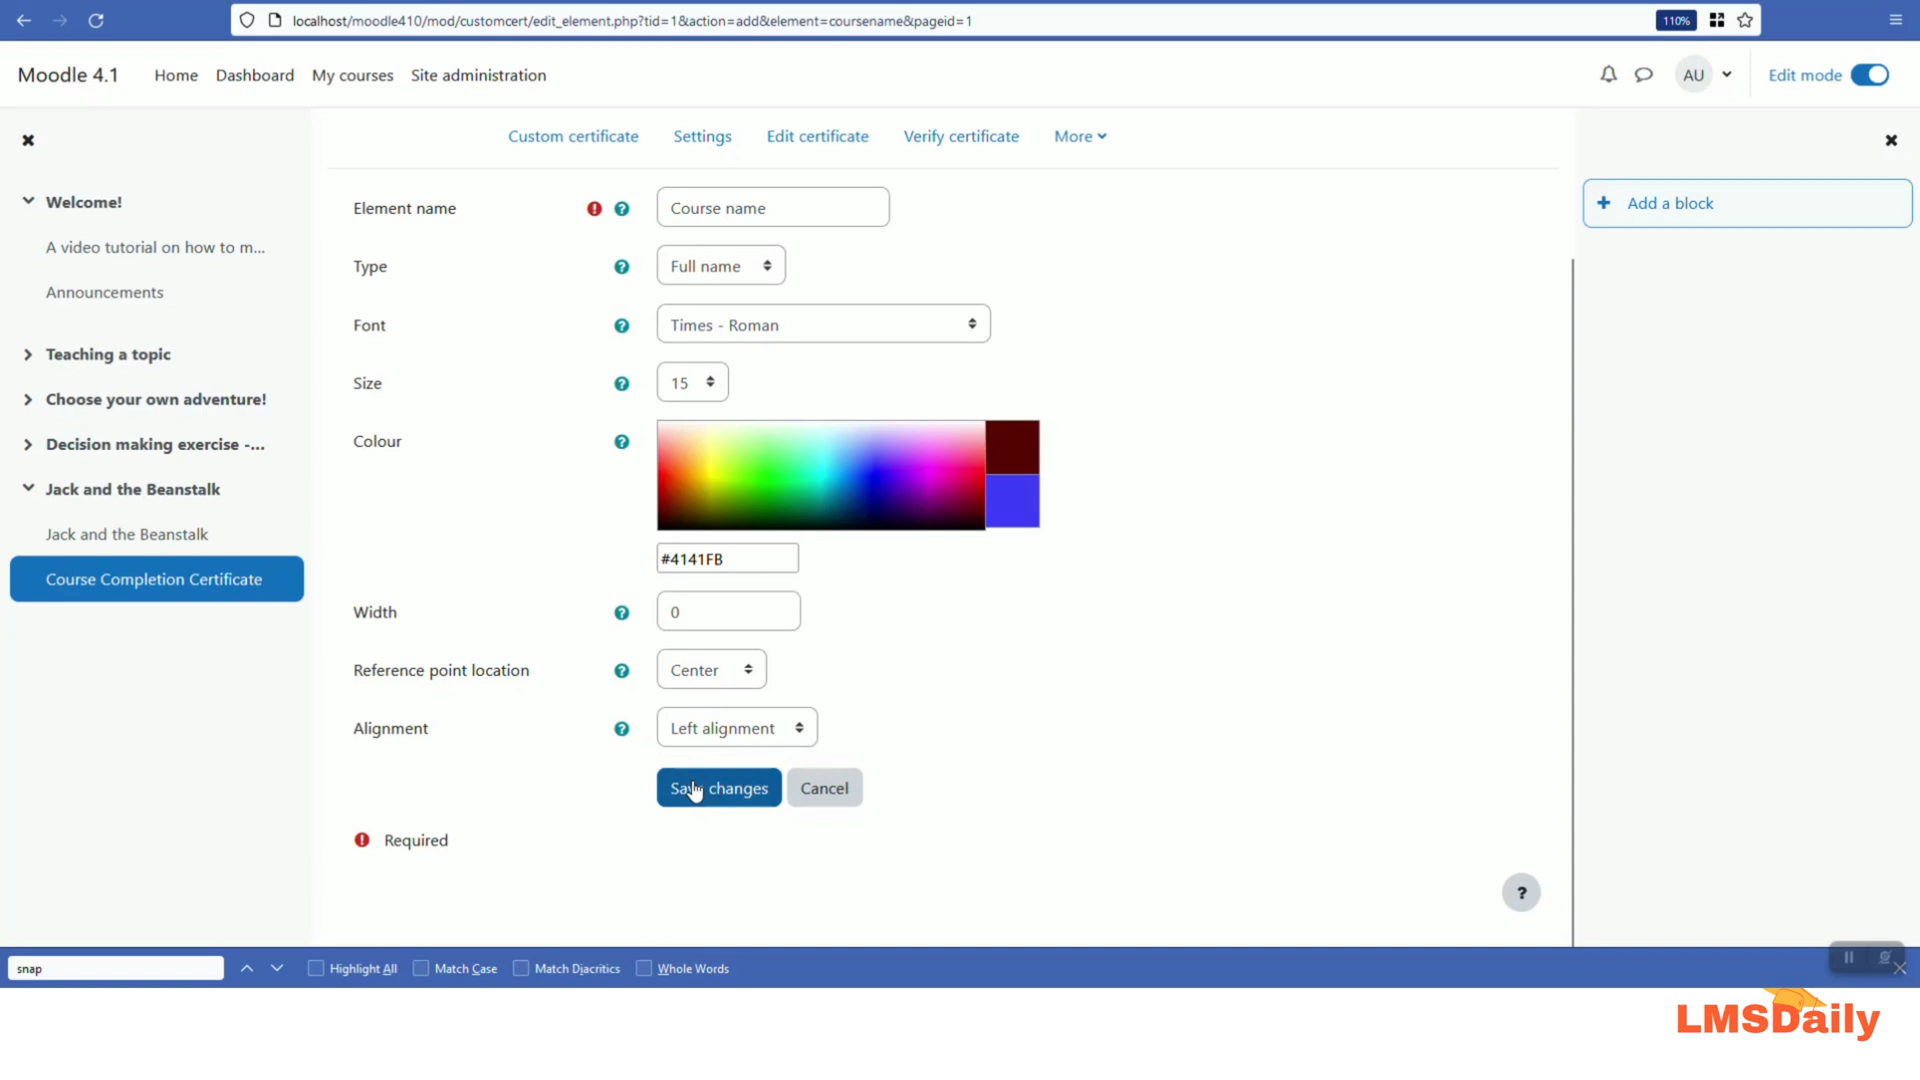 localhost/moodle410/mod/customcert/edit_element.php?tid=1&action=add&element=coursename&pageid=1
110%
Moodle 4.1 Home Dashboard My courses Site administration
AU
Edit mode
Custom certificate Settings Edit certificate Verify certificate More
Welcome!
A video tutorial on how to m...
Announcements
Teaching a topic
Choose your own adventure!
Decision making exercise -...
Jack and the Beanstalk
Jack and the Beanstalk
Course Completion Certificate
Element name Course name
Type Full name
Font Times - Roman
Size 15
Colour
#4141FB
Width 0
Reference point location Center
Alignment Left alignment
Save changes Cancel
Required
Add a block
?
snap Highlight All Match Case Match Diacritics Whole Words
LMSDaily